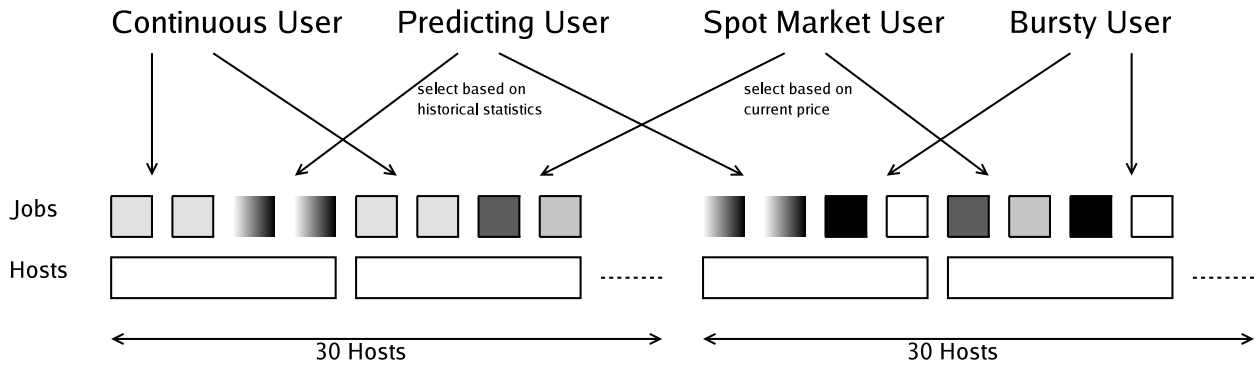 Continuous User Predicting User Spot Market User Bursty User
select based on
historical statistics
select based on
current price
Jobs
Hosts
30 Hosts 30 Hosts